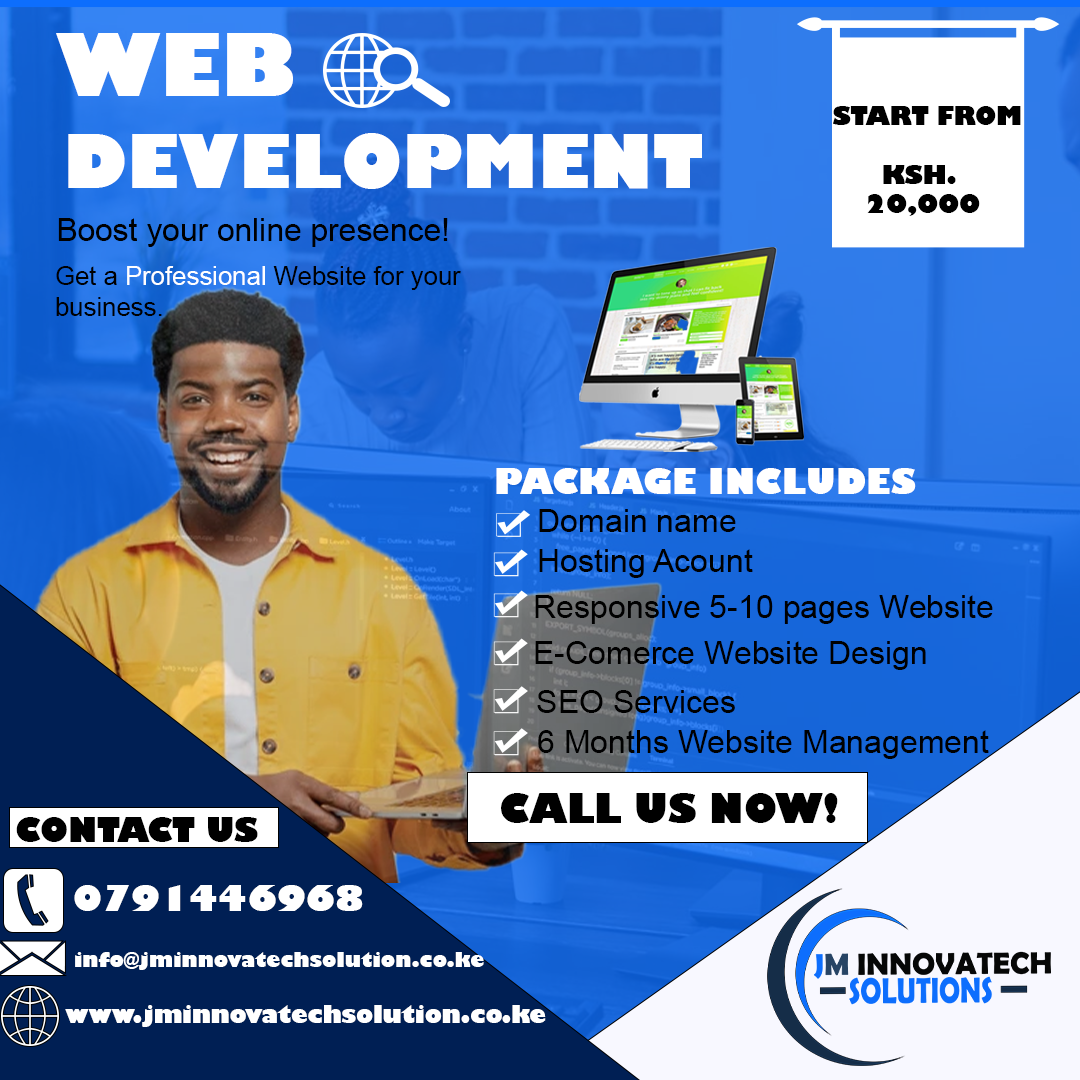 WEB
DEVELOPMENT
Boost your online presence!
Get a Professional Website for your
business.
START FROM
KSH.
20,000
PACKAGE INCLUDES
Domain name
Hosting Acount
Responsive 5-10 pages Website
E-Comerce Website Design
SEO Services
6 Months Website Management
CALL US NOW!
CONTACT US
0791446968
info@jminnovatechsolution.co.ke
www.jminnovatechsolution.co.ke
JM INNOVATECH
SOLUTIONS